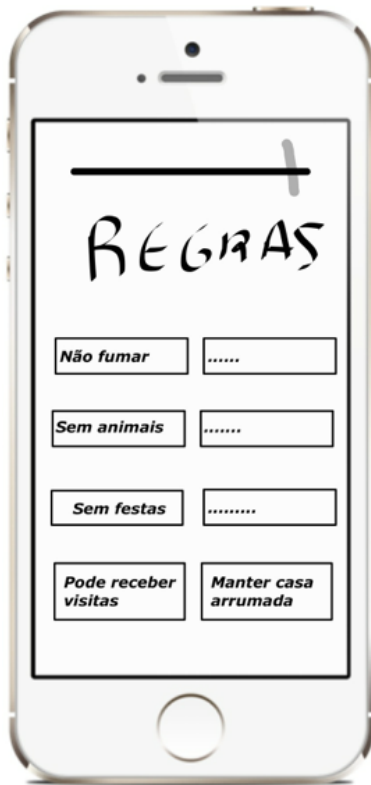 REGRAS
Não fumar ......
Sem animais .......
Sem festas .........
Pode receber visitas
Manter casa arrumada